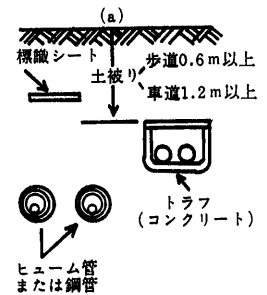 (a)
標識シート
土被り
歩道0.6m以上
車道1.2m以上
トラフ
(コンクリート)
ヒューム管
または鋼管